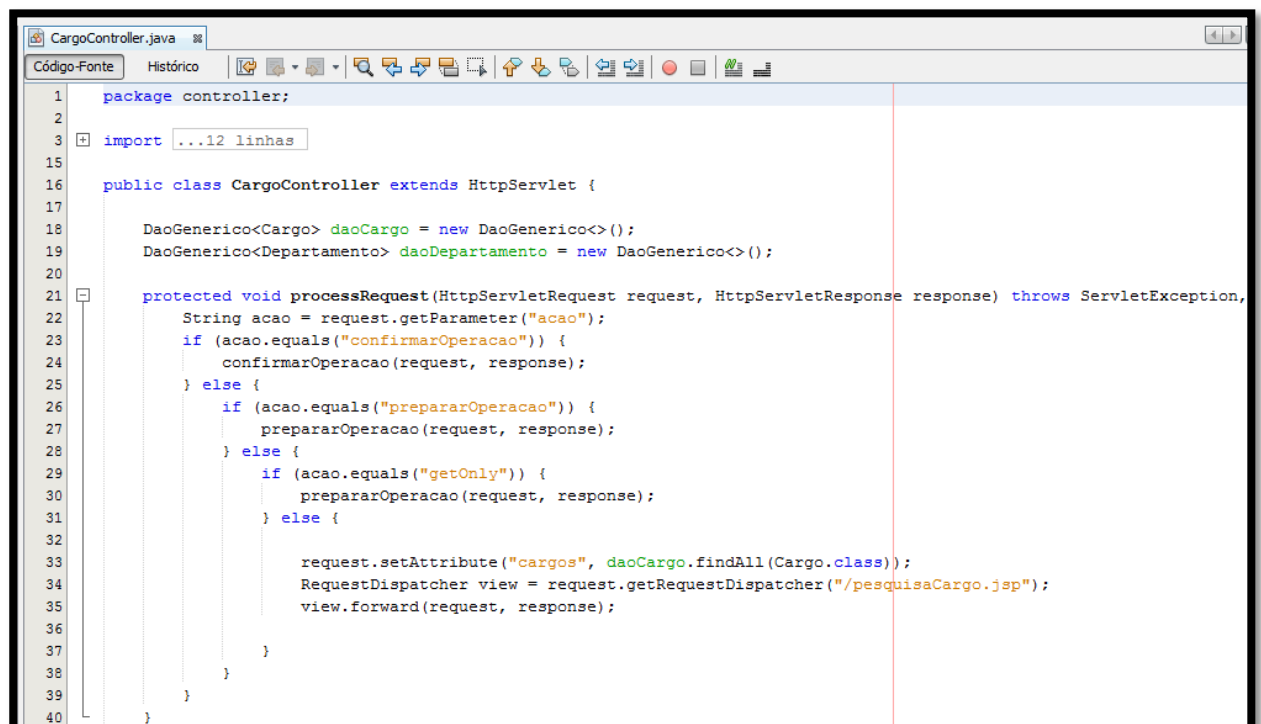 CargoController.java
Código-Fonte Histórico
1 package controller;
2
3 import ...12 linhas
15
16 public class CargoController extends HttpServlet {
17
18 DaoGenerico<Cargo> daoCargo = new DaoGenerico<>();
19 DaoGenerico<Departamento> daoDepartamento = new DaoGenerico<>();
20
21 protected void processRequest(HttpServletRequest request, HttpServletResponse response) throws ServletException,
22 String acao = request.getParameter("acao");
23 if (acao.equals("confirmarOperacao")) {
24 confirmarOperacao(request, response);
25 } else {
26 if (acao.equals("prepararOperacao")) {
27 prepararOperacao(request, response);
28 } else {
29 if (acao.equals("getOnly")) {
30 prepararOperacao(request, response);
31 } else {
32
33 request.setAttribute("cargos", daoCargo.findAll(Cargo.class));
34 RequestDispatcher view = request.getRequestDispatcher("/pesquisaCargo.jsp");
35 view.forward(request, response);
36
37 }
38 }
39 }
40 }